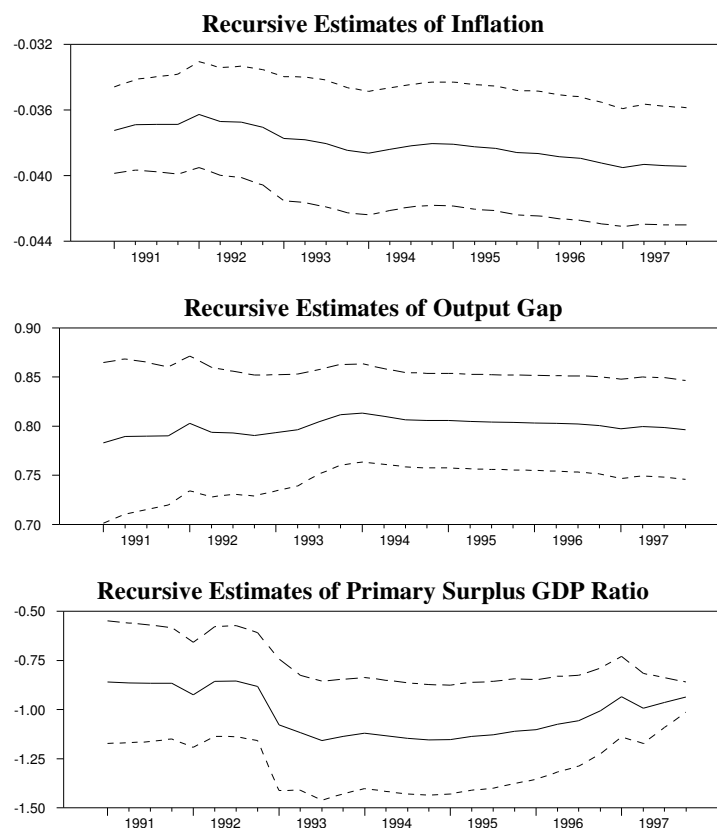 Recursive Estimates of Inflation
-0.032
-0.036
-0.040
-0.044
1991 1992 1993 1994 1995 1996 1997
Recursive Estimates of Output Gap
0.90
0.85
0.80
0.75
0.70
1991 1992 1993 1994 1995 1996 1997
Recursive Estimates of Primary Surplus GDP Ratio
-0.50
-0.75
-1.00
-1.25
-1.50
1991 1992 1993 1994 1995 1996 1997